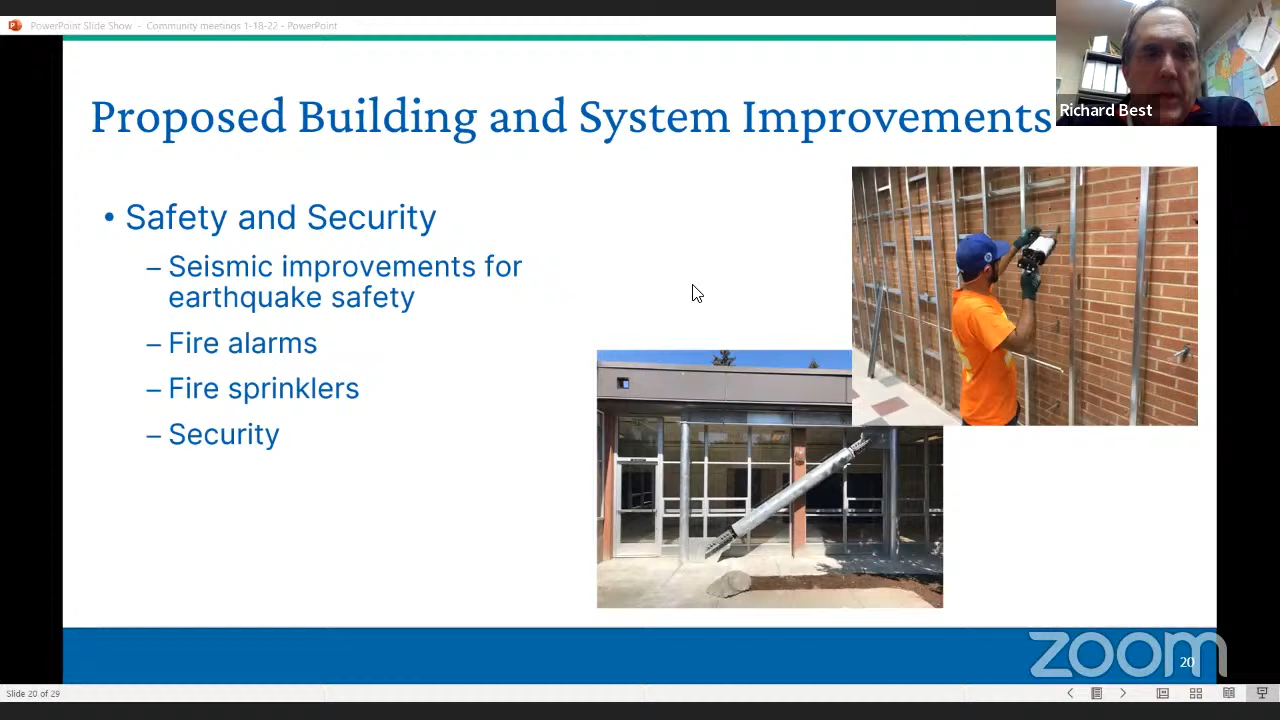 PowerPoint Slide Show - Community meetings 1-18-22 - PowerPoint
Richard Best
Proposed Building and System Improvements
• Safety and Security
– Seismic improvements for
earthquake safety
– Fire alarms
– Fire sprinklers
– Security
zoom
20
Slide 20 of 29